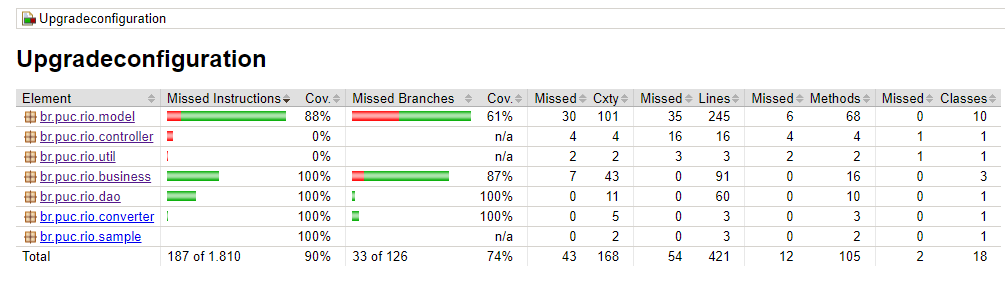 Upgradeconfiguration
Upgradeconfiguration
Element Missed Instructions Cov. Missed Branches Cov. Missed Cxty Missed Lines Missed Methods Missed Classes
br.puc.rio.model 88% 61% 30 101 35 245 6 68 0 10
br.puc.rio.controller 0% n/a 4 4 16 16 4 4 1 1
br.puc.rio.util 0% n/a 2 2 3 3 2 2 1 1
br.puc.rio.business 100% 87% 7 43 0 91 0 16 0 3
br.puc.rio.dao 100% 100% 0 11 0 60 0 10 0 1
br.puc.rio.converter 100% 100% 0 5 0 3 0 3 0 1
br.puc.rio.sample 100% n/a 0 2 0 3 0 2 0 1
Total 187 of 1.810 90% 33 of 126 74% 43 168 54 421 12 105 2 18